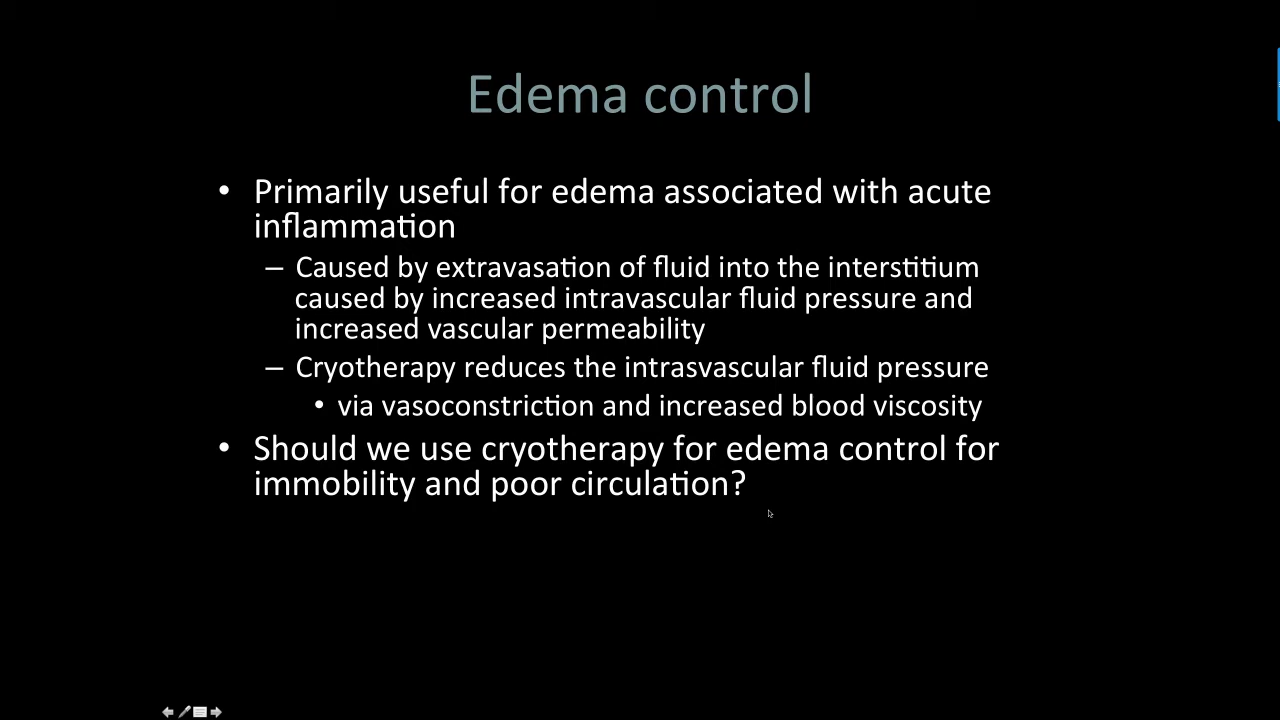 Edema control
• Primarily useful for edema associated with acute
inflammation
– Caused by extravasation of fluid into the interstitium
caused by increased intravascular fluid pressure and
increased vascular permeability
– Cryotherapy reduces the intrasvascular fluid pressure
• via vasoconstriction and increased blood viscosity
• Should we use cryotherapy for edema control for
immobility and poor circulation?